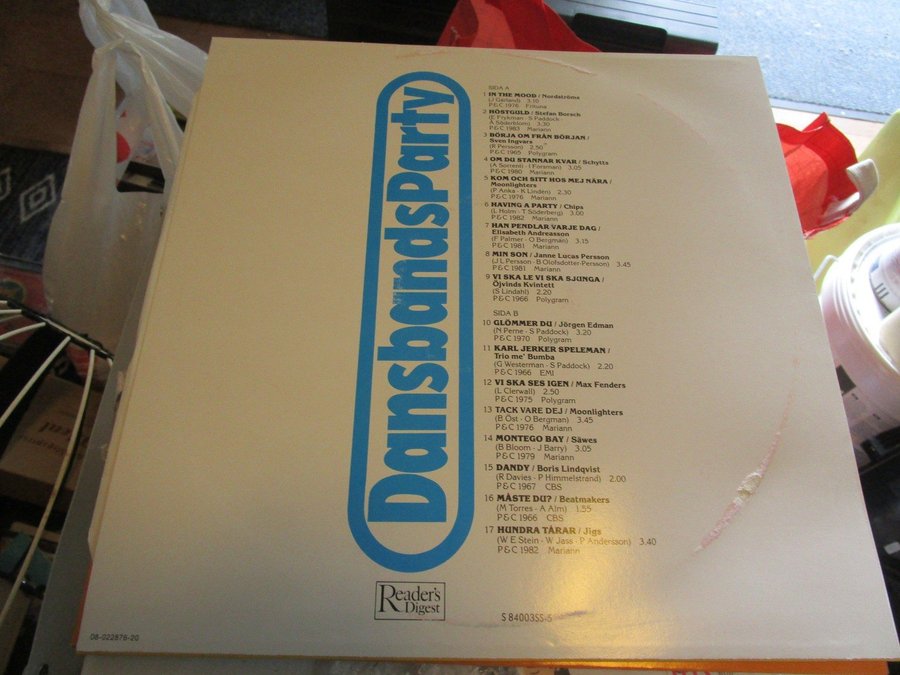 DansbandsParty
SIDA A
1 IN THE MOOD / Nordströms
(J Garland) 3.10
P&C 1976 Frituna
2 HÖSTGULD / Stefan Borsch
(E Frykman - S Paddock
Å Söderblom) 3.30
P&C 1983 Mariann
3 BÖRJA OM FRÅN BÖRJAN /
Sven Ingvars
(R Persson) 2.50
P&C 1965 Polygram
4 OM DU STANNAR KVAR / Schytts
(A Sorrenti - I Forsman) 3.05
P&C 1980 Mariann
5 KOM OCH SITT HOS MEJ NÄRA /
Moonlighters
(P Anka - K Lindén) 2.30
P&C 1976 Mariann
6 HAVING A PARTY / Chips
(L Holm - T Söderberg) 3.00
P&C 1982 Mariann
7 HAN PENDLAR VARJE DAG /
Elisabeth Andreasson
(F Palmer - O Bergman) 3.15
P&C 1981 Mariann
8 MIN SON / Janne Lucas Persson
(J L Persson - B Olofsdotter-Persson) 3.45
P&C 1981 Mariann
9 VI SKA LE VI SKA SJUNGA /
Öjvinds Kvintett
(S Lindahl) 2.20
P&C 1966 Polygram
SIDA B
10 GLÖMMER DU / Jörgen Edman
(N Perne - S Paddock) 3.20
P&C 1970 Polygram
11 KARL JERKER SPELEMAN /
Trio me' Bumba
(G Westerman - S Paddock) 2.20
P&C 1966 EMI
12 VI SKA SES IGEN / Max Fenders
(L Clerwall) 2.50
P&C 1975 Polygram
13 TACK VARE DEJ / Moonlighters
(B Öst - O Bergman) 3.45
P&C 1976 Mariann
14 MONTEGO BAY / Säwes
(B Bloom - J Barry) 3.05
P&C 1979 Mariann
15 DANDY / Boris Lindqvist
(R Davies - P Himmelstrand) 2.00
P&C 1967 CBS
16 MÅSTE DU? / Beatmakers
(M Torres - A Alm) 1.55
P&C 1966 CBS
17 HUNDRA TÅRAR / Jigs
(W E Stein - W Jass - P Andersson) 3.40
P&C 1982 Mariann
Reader's
Digest
S 8400355-5
08-022876-20